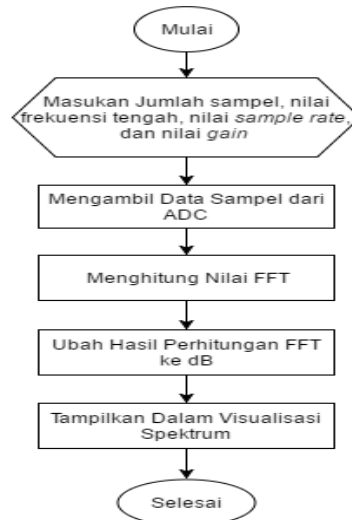 Mulai
Masukan Jumlah sampel, nilai
frekuensi tengah, nilai sample rate,
dan nilai gain
Mengambil Data Sampel dari
ADC
Menghitung Nilai FFT
Ubah Hasil Perhitungan FFT
ke dB
Tampilkan Dalam Visualisasi
Spektrum
Selesai